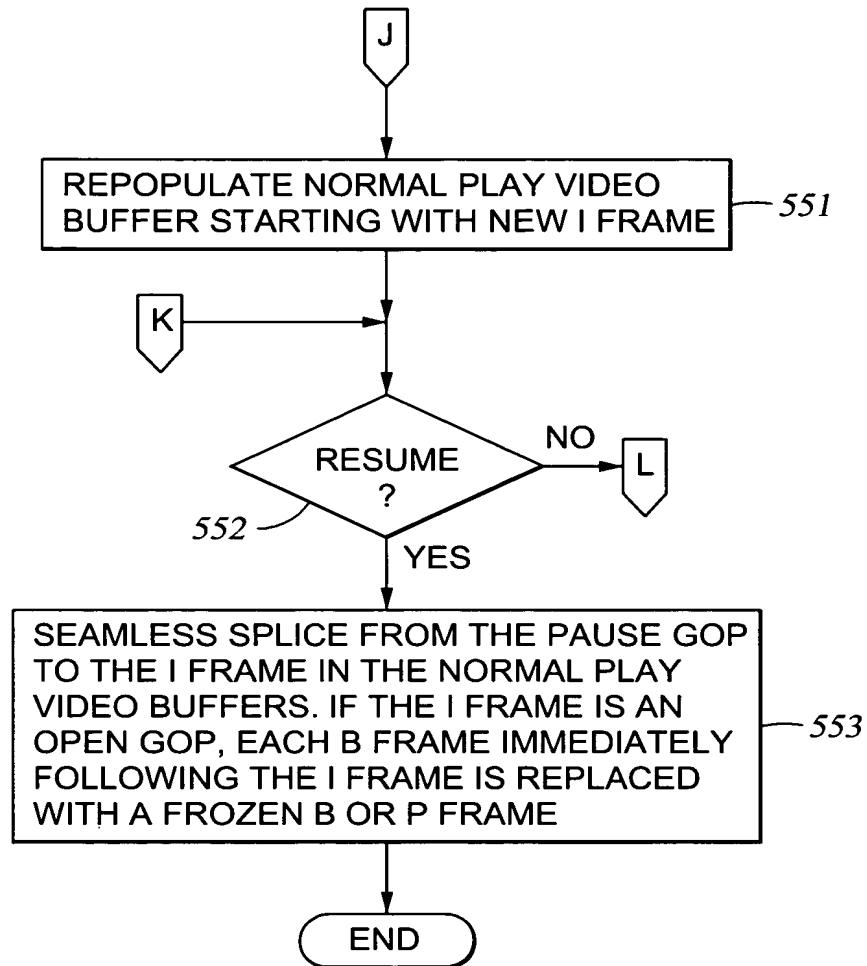 J
REPOPULATE NORMAL PLAY VIDEO
BUFFER STARTING WITH NEW I FRAME
551
K
RESUME
?
NO
L
552
YES
SEAMLESS SPLICE FROM THE PAUSE GOP
TO THE I FRAME IN THE NORMAL PLAY
VIDEO BUFFERS. IF THE I FRAME IS AN
OPEN GOP, EACH B FRAME IMMEDIATELY
FOLLOWING THE I FRAME IS REPLACED
WITH A FROZEN B OR P FRAME
553
END